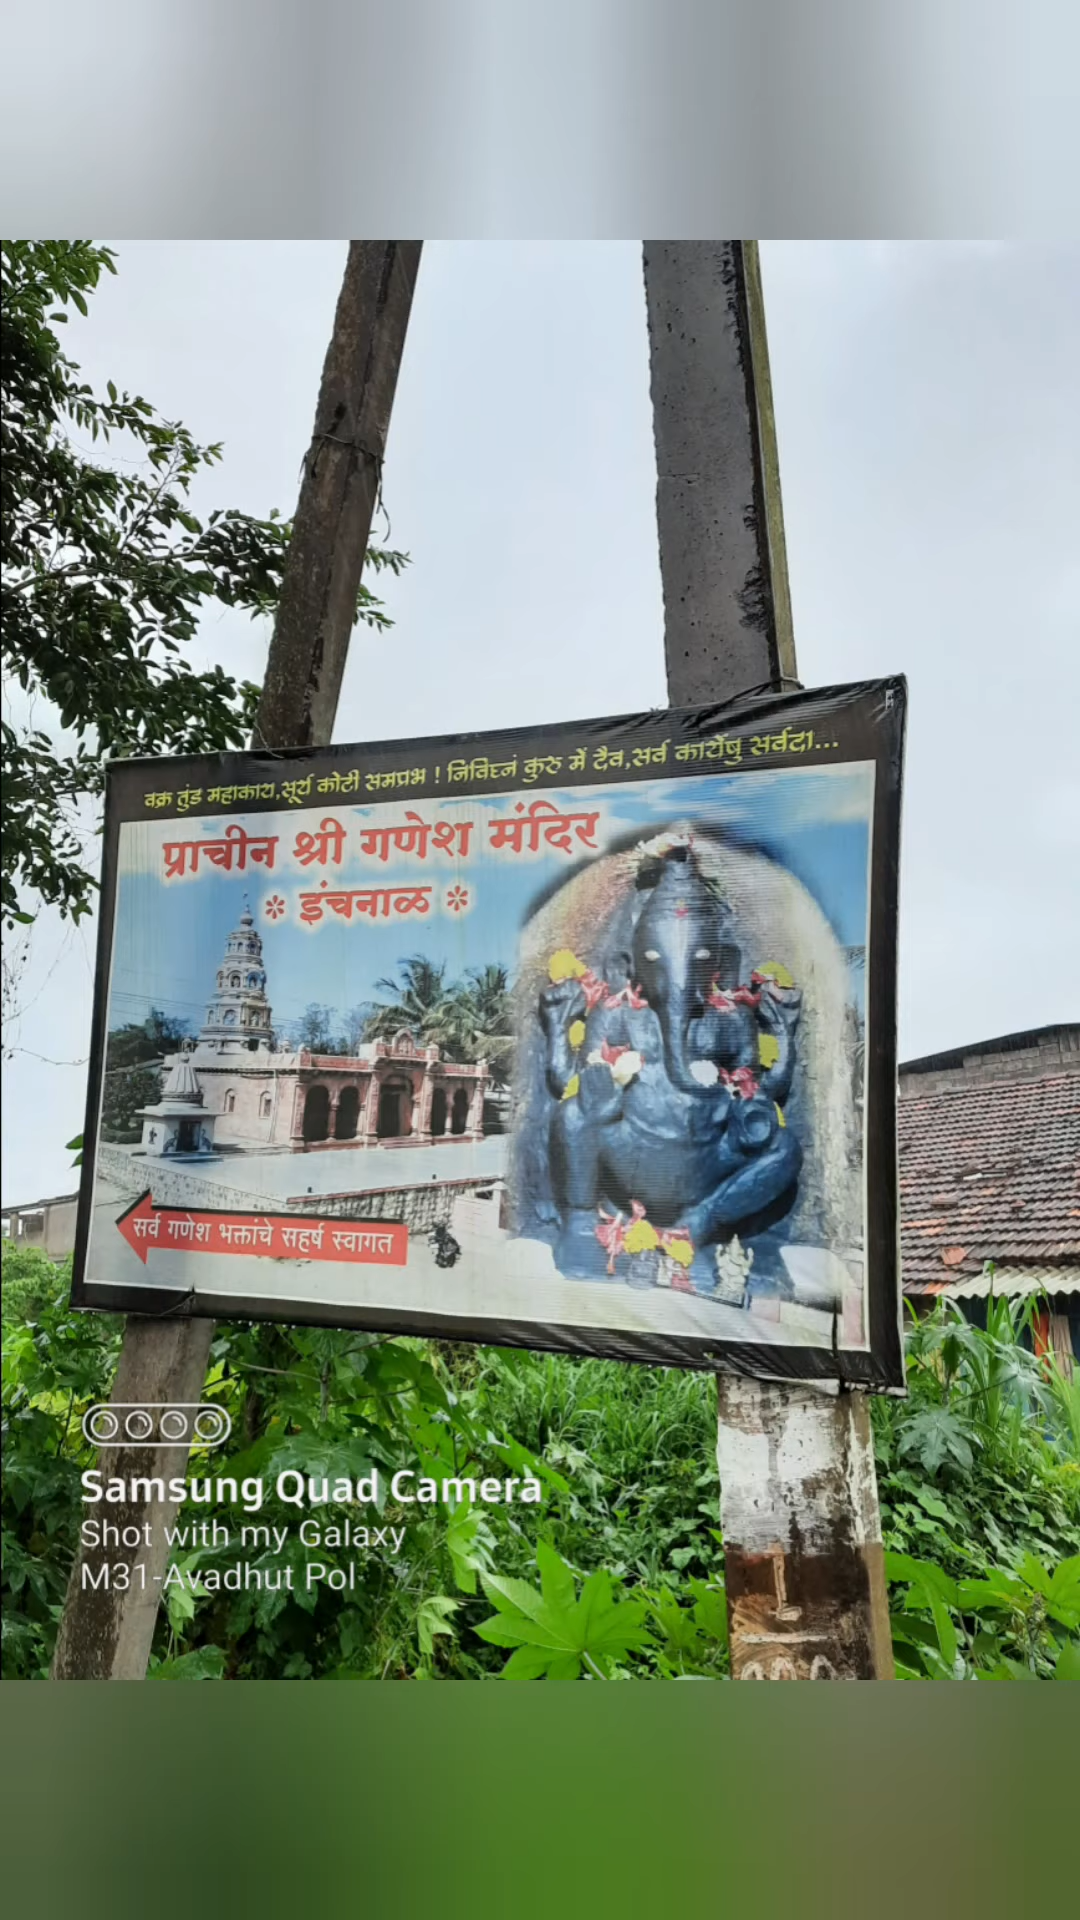 वक्र तुंड महाकाय,सूर्य कोटी समप्रभ ! निविघ्नं कुरु में दैव,सर्व कार्येषु सर्वदा...
प्राचीन श्री गणेश मंदिर
* इंचनाळ *
सर्व गणेश भक्तांचे सहर्ष स्वागत
Samsung Quad Camera
Shot with my Galaxy
M31-Avadhut Pol